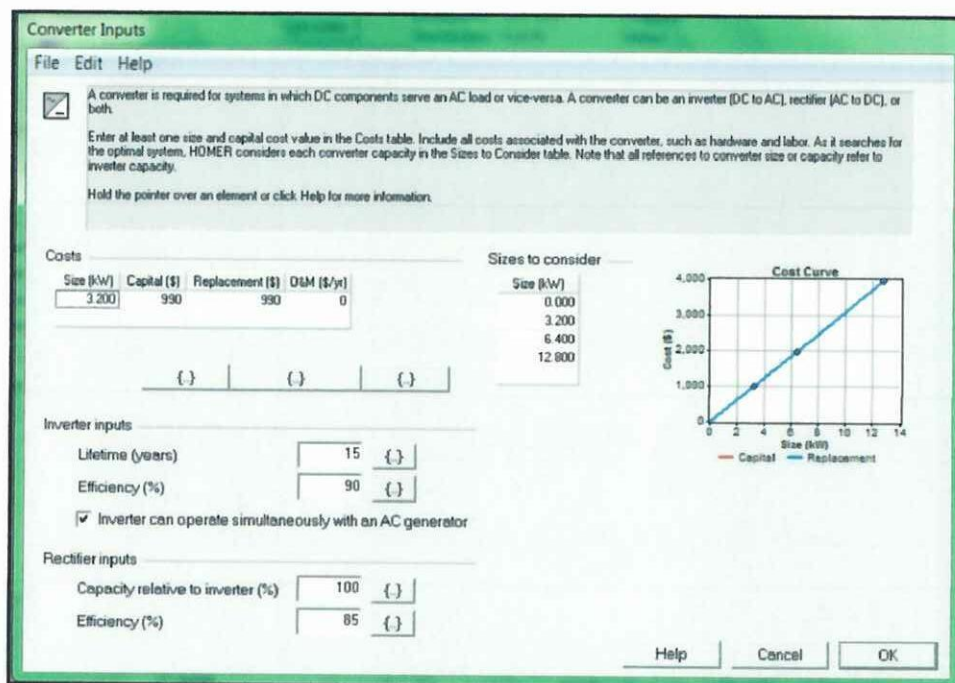 Converter Inputs
File Edit Help
A converter is required for systems in which DC components serve an AC load or vice-versa. A converter can be an inverter (DC to AC), rectifier (AC to DC), or
both.
Enter at least one size and capital cost value in the Costs table. Include all costs associated with the converter, such as hardware and labor. As it searches for
the optimal system, HOMER considers each converter capacity in the Sizes to Consider table. Note that all references to converter size or capacity refer to
inverter capacity.
Hold the pointer over an element or click Help for more information.
Costs
Size (kW) Capital ($) Replacement ($) O&M ($/yr)
3.200 990 990 0
{..} {..} {..}
Sizes to consider
Size (kW)
0.000
3.200
6.400
12.800
Cost Curve
Cost ($)
4,000
3,000
2,000
1,000
0
0 2 4 6 8 10 12 14
Size (kW)
Capital Replacement
Inverter inputs
Lifetime (years) 15 {..}
Efficiency (%) 90 {..}
Inverter can operate simultaneously with an AC generator
Rectifier inputs
Capacity relative to inverter (%) 100 {..}
Efficiency (%) 85 {..}
Help Cancel OK